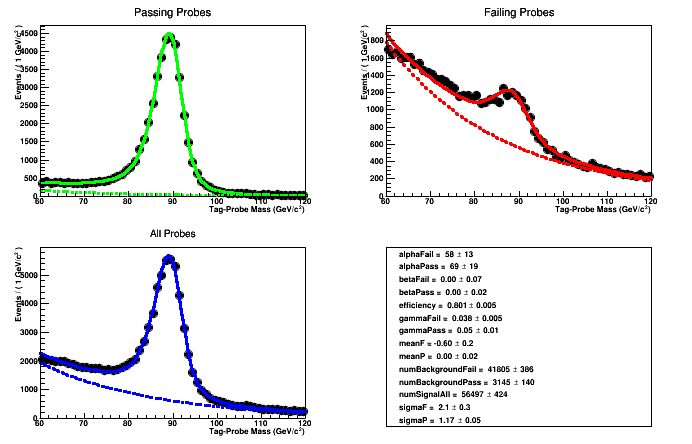 Passing Probes
Events / ( 1 GeV/c² )
4500
4000
3500
3000
2500
2000
1500
1000
500
0
60 70 80 90 100 110 120
Tag-Probe Mass (GeV/c²)
Failing Probes
Events / ( 1 GeV/c² )
1800
1600
1400
1200
1000
800
600
400
200
0
60 70 80 90 100 110 120
Tag-Probe Mass (GeV/c²)
All Probes
Events / ( 1 GeV/c² )
5000
4000
3000
2000
1000
0
60 70 80 90 100 110 120
Tag-Probe Mass (GeV/c²)
alphaFail = 58 ± 13
alphaPass = 69 ± 19
betaFail = 0.00 ± 0.07
betaPass = 0.00 ± 0.02
efficiency = 0.801 ± 0.005
gammaFail = 0.038 ± 0.005
gammaPass = 0.05 ± 0.01
meanF = -0.60 ± 0.2
meanP = 0.00 ± 0.02
numBackgroundFail = 41805 ± 386
numBackgroundPass = 3145 ± 140
numSignalAll = 56497 ± 424
sigmaF = 2.1 ± 0.3
sigmaP = 1.17 ± 0.05